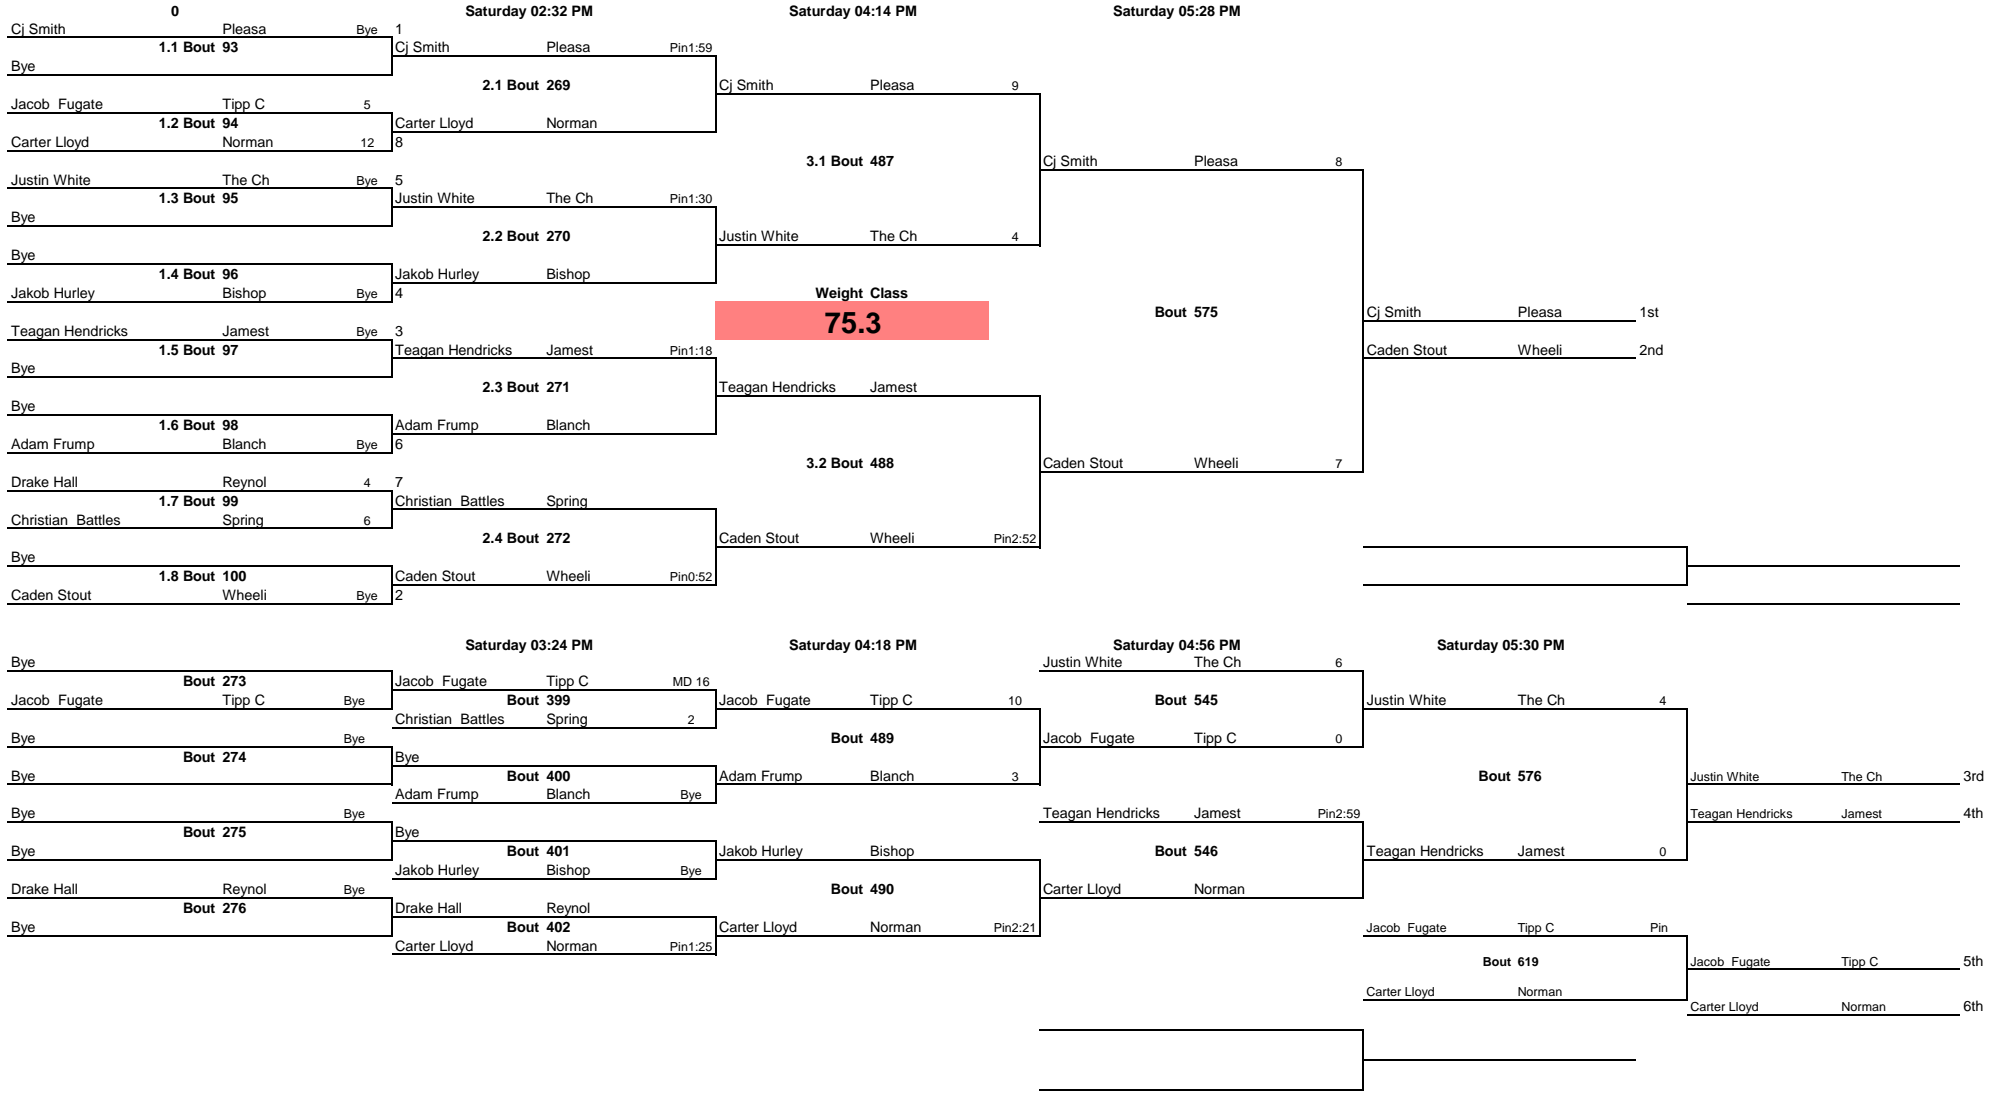 0 Saturday 02:32 PM Saturday 04:14 PM Saturday 05:28 PM
Cj Smith Pleasa Bye 1
1.1 Bout 93 Cj Smith Pleasa Pin1:59
Bye
2.1 Bout 269 Cj Smith Pleasa 9
Jacob Fugate Tipp C 5
1.2 Bout 94 Carter Lloyd Norman
Carter Lloyd Norman 12 8
3.1 Bout 487 Cj Smith Pleasa 8
Justin White The Ch Bye 5
1.3 Bout 95 Justin White The Ch Pin1:30
Bye
2.2 Bout 270 Justin White The Ch 4
Bye
1.4 Bout 96 Jakob Hurley Bishop
Jakob Hurley Bishop Bye 4 Weight Class
75.3 Bout 575 Cj Smith Pleasa 1st
Teagan Hendricks Jamest Bye 3
1.5 Bout 97 Teagan Hendricks Jamest Pin1:18 Caden Stout Wheeli 2nd
Bye
2.3 Bout 271 Teagan Hendricks Jamest
Bye
1.6 Bout 98 Adam Frump Blanch
Adam Frump Blanch Bye 6
3.2 Bout 488 Caden Stout Wheeli 7
Drake Hall Reynol 4 7
1.7 Bout 99 Christian Battles Spring
Christian Battles Spring 6
2.4 Bout 272 Caden Stout Wheeli Pin2:52
Bye
1.8 Bout 100 Caden Stout Wheeli Pin0:52
Caden Stout Wheeli Bye 2
Saturday 03:24 PM Saturday 04:18 PM Saturday 04:56 PM Saturday 05:30 PM
Bye Justin White The Ch 6
Bout 273 Jacob Fugate Tipp C MD 16
Jacob Fugate Tipp C Bye Bout 399 Jacob Fugate Tipp C 10 Bout 545 Justin White The Ch 4
Christian Battles Spring 2
Bye Bye Bout 489 Jacob Fugate Tipp C 0
Bout 274 Bye
Bye Bout 400 Adam Frump Blanch 3 Bout 576 Justin White The Ch 3rd
Adam Frump Blanch Bye
Bye Bye Teagan Hendricks Jamest Pin2:59 Teagan Hendricks Jamest 4th
Bout 275 Bye
Bye Bout 401 Jakob Hurley Bishop Bout 546 Teagan Hendricks Jamest 0
Jakob Hurley Bishop Bye
Drake Hall Reynol Bye Bout 490 Carter Lloyd Norman
Bout 276 Drake Hall Reynol
Bye Bout 402 Carter Lloyd Norman Pin2:21 Jacob Fugate Tipp C Pin
Carter Lloyd Norman Pin1:25
Bout 619 Jacob Fugate Tipp C 5th
Carter Lloyd Norman
Carter Lloyd Norman 6th